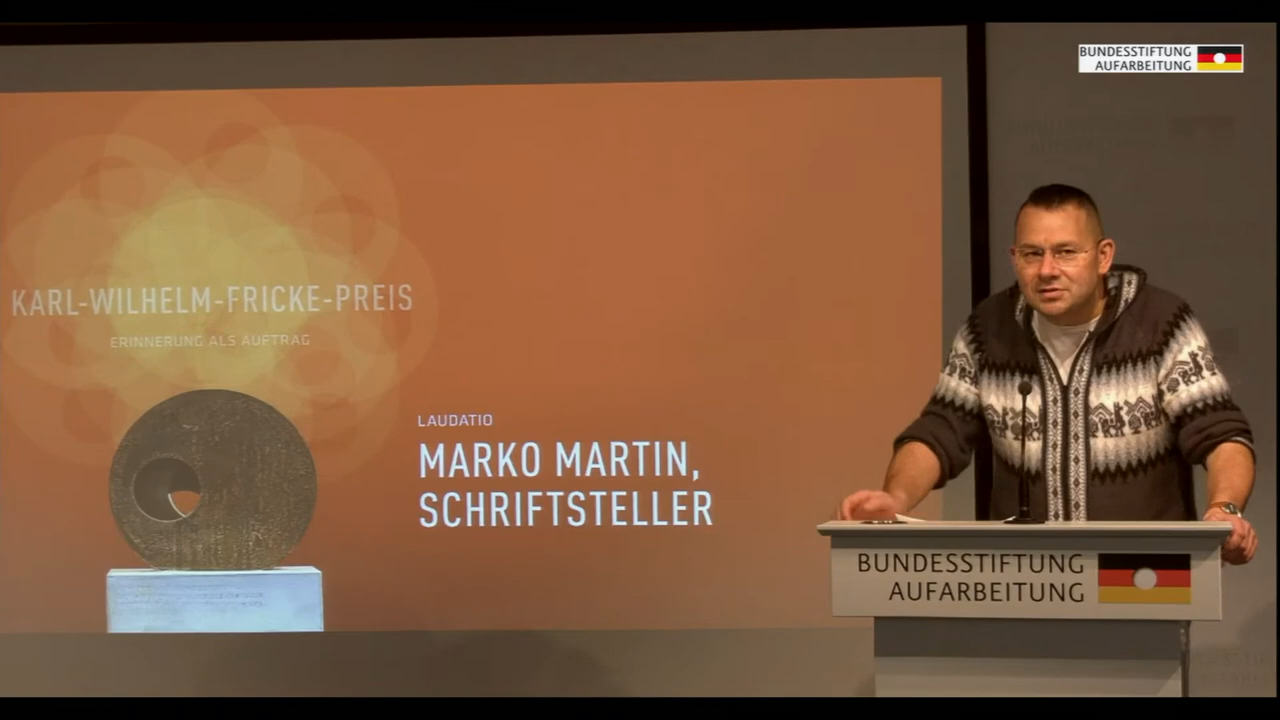 BUNDESSTIFTUNG
AUFARBEITUNG
KARL-WILHELM-FRICKE-PREIS
ERINNERUNG ALS AUFTRAG
LAUDATIO
MARKO MARTIN,
SCHRIFTSTELLER
BUNDESSTIFTUNG
AUFARBEITUNG